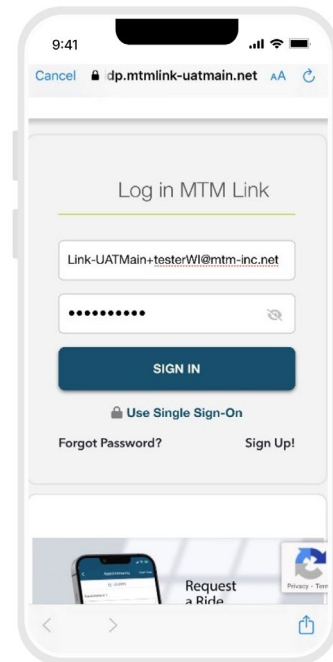 9:41
Cancel dp.mtmlink-uatmain.net AA
Log in MTM Link
Link-UATMain+testerWI@mtm-inc.net
••••••••••
SIGN IN
Use Single Sign-On
Forgot Password? Sign Up!
Request
a Ride
Privacy